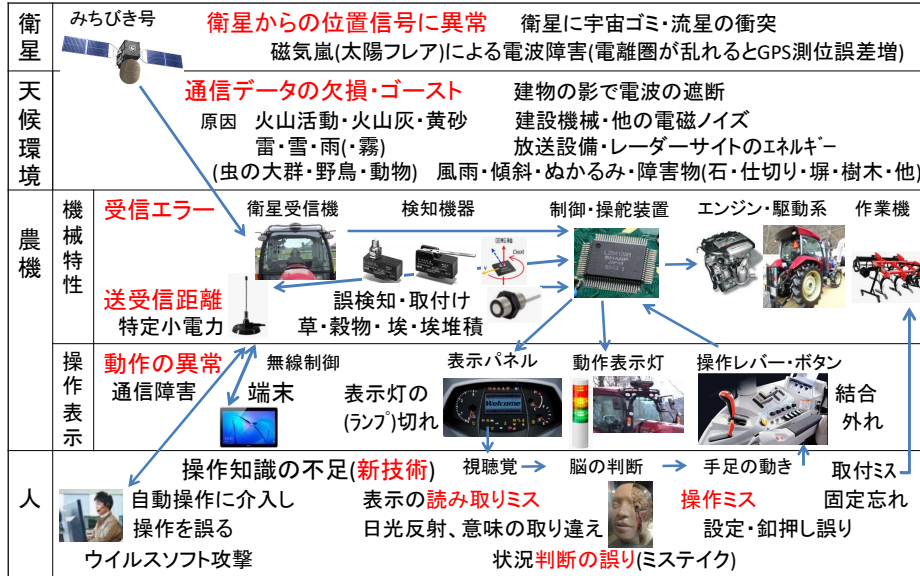 衛星
みちびき号
衛星からの位置信号に異常 衛星に宇宙ゴミ・流星の衝突
磁気嵐(太陽フレア)による電波障害(電離圏が乱れるとGPS測位誤差増)
天候環境
通信データの欠損・ゴースト 建物の影で電波の遮断
原因 火山活動・火山灰・黄砂 建設機械・他の電磁ノイズ
雷・雪・雨(・霧) 放送設備・レーダーサイトのエネルギー
(虫の大群・野鳥・動物) 風雨・傾斜・ぬかるみ・障害物(石・仕切り・塀・樹木・他)
農機
機械特性
受信エラー 衛星受信機 検知機器 制御・操舵装置 エンジン・駆動系 作業機
回転軸
送受信距離 誤検知・取付け
特定小電力 草・穀物・埃・埃堆積
操作表示
動作の異常 無線制御 表示パネル 動作表示灯 操作レバー・ボタン
通信障害 端末 表示灯の 結合
(ランプ)切れ 外れ
Welcome
人
操作知識の不足(新技術) 視聴覚 脳の判断 手足の動き 取付ミス
自動操作に介入し 表示の読み取りミス 操作ミス 固定忘れ
操作を誤る 日光反射、意味の取り違え 設定・釦押し誤り
ウイルスソフト攻撃 状況判断の誤り(ミステイク)